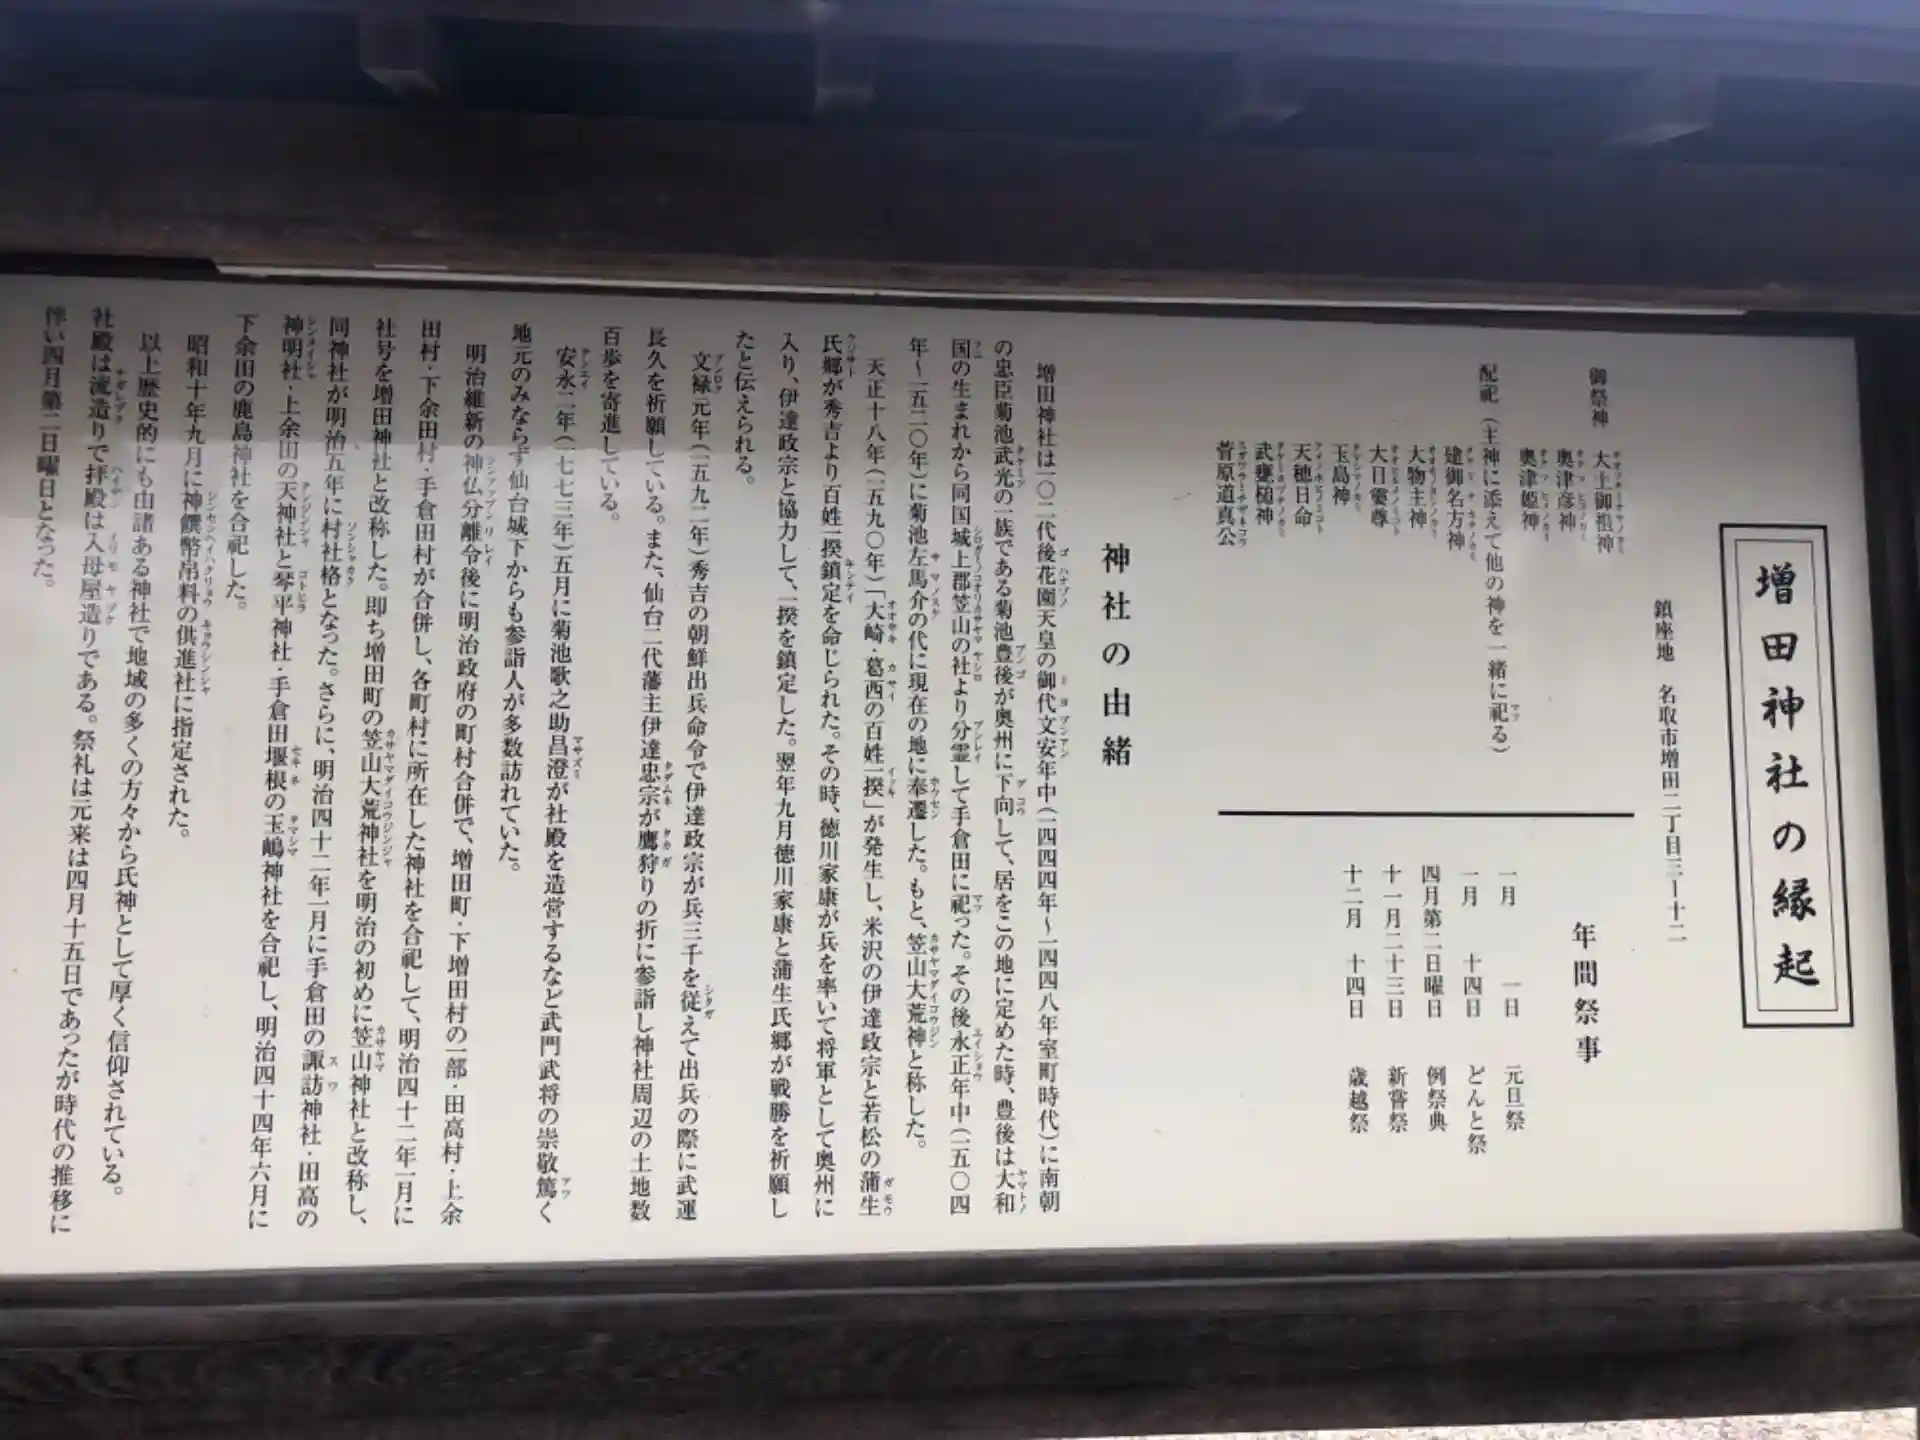 増田神社の縁起
鎮座地　名取市増田二丁目三ー十二
御祭神　大土御祖神
奥津彦神
奥津姫神
配祀（主神に添えて他の神を一緒に祀る）
建御名方神
大物主神
大日孁尊
玉島神
天穂日命
武甕槌神
菅原道真公
年間祭事
一月　一日　元旦祭
一月　十四日　どんと祭
四月第二日曜日　例祭典
十一月二十三日　新嘗祭
十二月　十四日　歳越祭
神社の由緒
増田神社は一〇二代後花園天皇の御代文安年中（一四四四年〜一四四八年室町時代）に南朝
の忠臣菊池武光の一族である菊池豊後が奥州に下向して、居をこの地に定めた時、豊後は大和
国の生まれから同国城上郡笠山の社より分霊して手倉田に祀った。その後永正年中（一五〇四
年〜一五二〇年）に菊池左馬介の代に現在の地に奉遷した。もと、笠山大荒神と称した。
天正十八年（一五九〇年）「大崎・葛西の百姓一揆」が発生し、米沢の伊達政宗と若松の蒲生
氏郷が秀吉より百姓一揆鎮定を命じられた。その時、徳川家康が兵を率いて将軍として奥州に
入り、伊達政宗と協力して、一揆を鎮定した。翌年九月徳川家康と蒲生氏郷が戦勝を祈願し
たと伝えられる。
文禄元年（一五九二年）秀吉の朝鮮出兵命令で伊達政宗が兵三千を従えて出兵の際に武運
長久を祈願している。また、仙台二代藩主伊達忠宗が鷹狩りの折に参詣し神社周辺の土地数
百歩を寄進している。
安永二年（一七七三年）五月に菊池歌之助昌澄が社殿を造営するなど武門武将の崇敬篤く
地元のみならず仙台城下からも参詣人が多数訪れていた。
明治維新の神仏分離令後に明治政府の町村合併で、増田町・下増田村の一部・田高村・上余
田村・下余田村・手倉田村が合併し、各町村に所在した神社を合祀して、明治四十二年一月に
社号を増田神社と改称した。即ち増田町の笠山大荒神社を明治の初めに笠山神社と改称し、
同神社が明治五年に村社格となった。さらに、明治四十二年一月に手倉田の諏訪神社・田高の
神明社・上余田の天神社と琴平神社・手倉田堰根の玉嶋神社を合祀し、明治四十四年六月に
下余田の鹿島神社を合祀した。
昭和十年九月に神饌幣帛料の供進社に指定された。
以上歴史的にも由諸ある神社で地域の多くの方々から氏神として厚く信仰されている。
社殿は流造りで拝殿は入母屋造りである。祭礼は元来は四月十五日であったが時代の推移に
伴い四月第二日曜日となった。